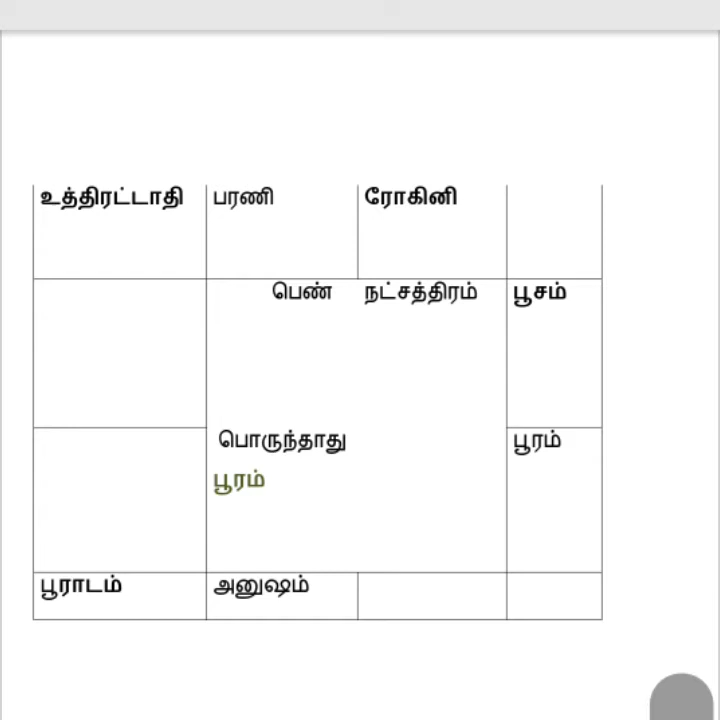 உத்திரட்டாதி பரணி ரோகினி
பெண் நட்சத்திரம் பூசம்
பொருந்தாது பூரம்
பூரம்
பூராடம் அனுஷம்